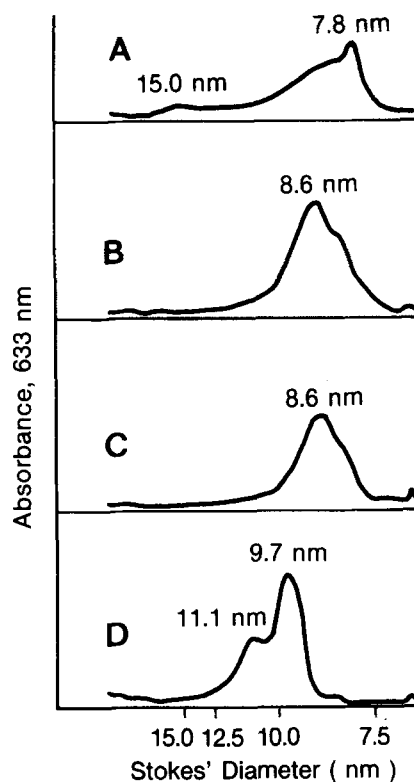 A
7.8 nm
15.0 nm
B
8.6 nm
C
8.6 nm
D
9.7 nm
11.1 nm
15.0 12.5 10.0 7.5
Stokes' Diameter ( nm )
Absorbance, 633 nm